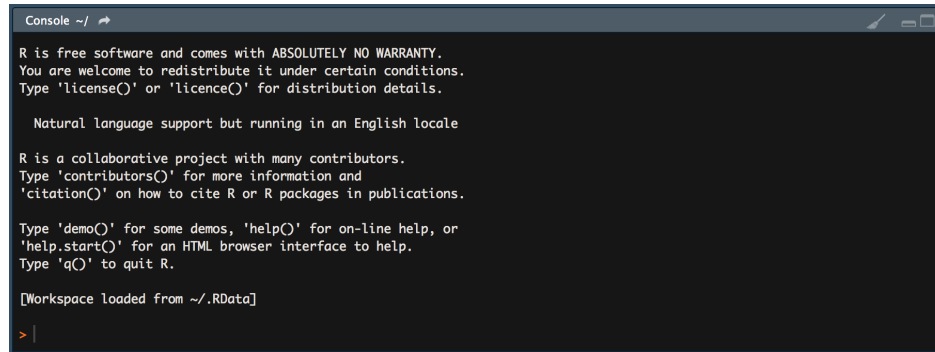 Console ~/
R is free software and comes with ABSOLUTELY NO WARRANTY.
You are welcome to redistribute it under certain conditions.
Type 'license()' or 'licence()' for distribution details.
Natural language support but running in an English locale
R is a collaborative project with many contributors.
Type 'contributors()' for more information and
'citation()' on how to cite R or R packages in publications.
Type 'demo()' for some demos, 'help()' for on-line help, or
'help.start()' for an HTML browser interface to help.
Type 'q()' to quit R.
[Workspace loaded from ~/.RData]
>